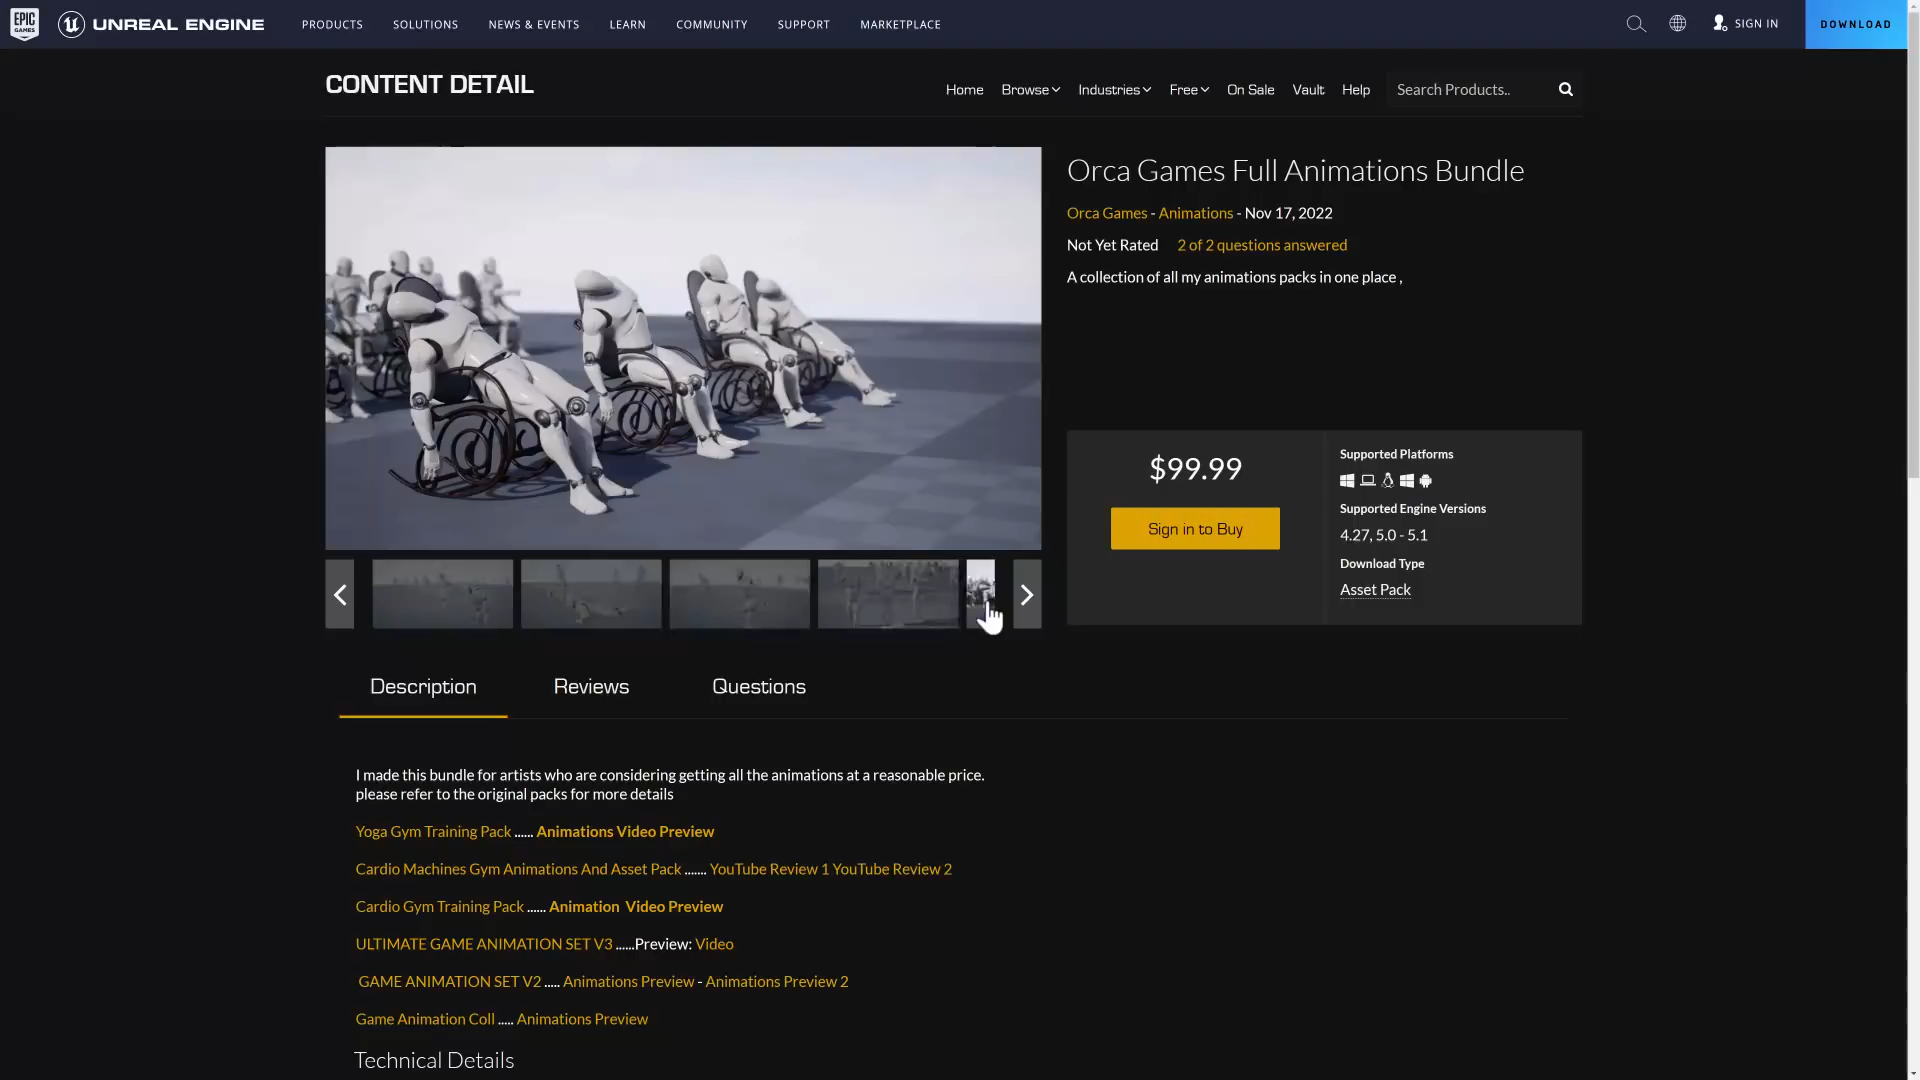 EPIC GAMES
UNREAL ENGINE
PRODUCTS
SOLUTIONS
NEWS & EVENTS
LEARN
COMMUNITY
SUPPORT
MARKETPLACE
SIGN IN
DOWNLOAD
CONTENT DETAIL
Home
Browse
Industries
Free
On Sale
Vault
Help
Search Products..
Orca Games Full Animations Bundle
Orca Games - Animations - Nov 17, 2022
Not Yet Rated 2 of 2 questions answered
A collection of all my animations packs in one place ,
$99.99
Sign in to Buy
Supported Platforms
Supported Engine Versions
4.27, 5.0 - 5.1
Download Type
Asset Pack
Description
Reviews
Questions
I made this bundle for artists who are considering getting all the animations at a reasonable price.
please refer to the original packs for more details
Yoga Gym Training Pack ...... Animations Video Preview
Cardio Machines Gym Animations And Asset Pack ....... YouTube Review 1 YouTube Review 2
Cardio Gym Training Pack ...... Animation Video Preview
ULTIMATE GAME ANIMATION SET V3 ......Preview: Video
GAME ANIMATION SET V2 ..... Animations Preview - Animations Preview 2
Game Animation Coll ..... Animations Preview
Technical Details